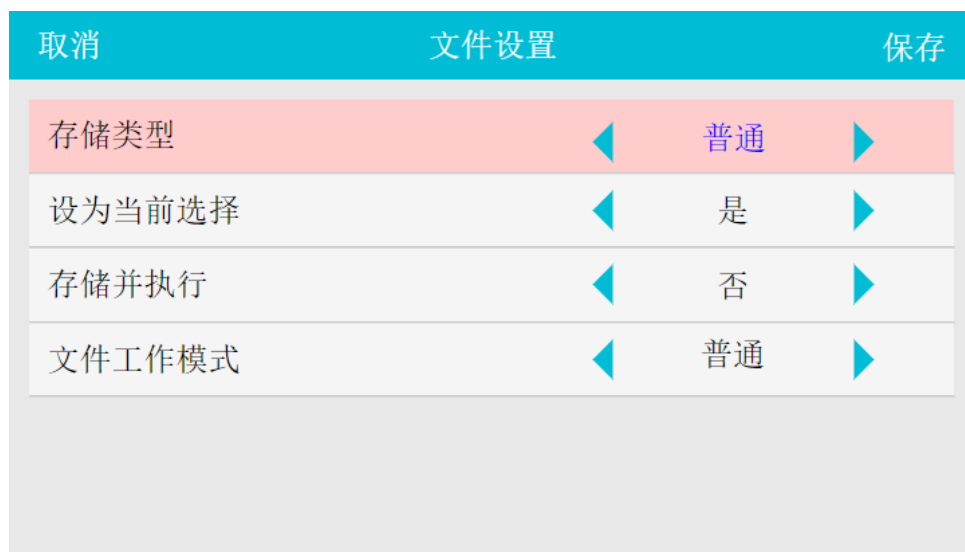 取消 文件设置 保存
存储类型 普通
设为当前选择 是
存储并执行 否
文件工作模式 普通